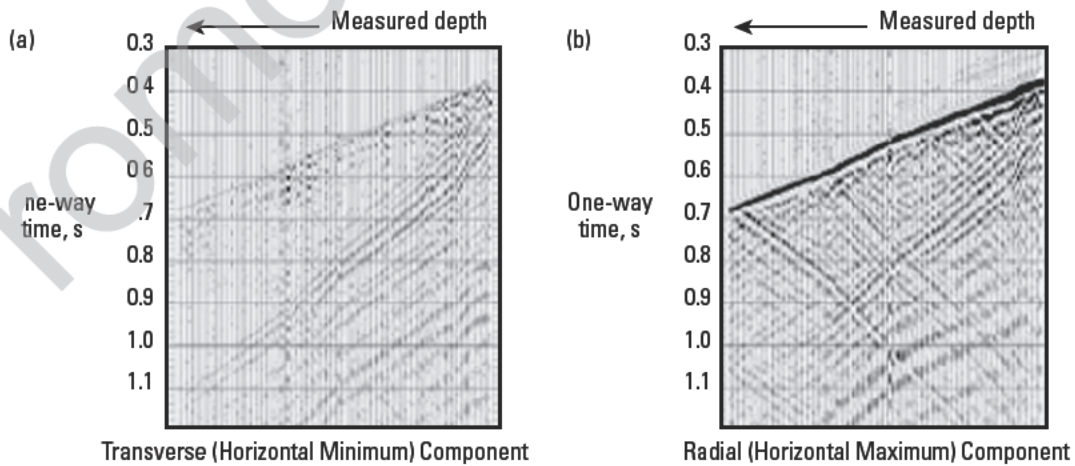 (a)
Measured depth
0.3
0 4
0.5
0 6
.7
0.8
0.9
1.0
1.1
ne-way
time, s
Transverse (Horizontal Minimum) Component
(b)
Measured depth
0.3
0.4
0.5
0.6
0.7
0.8
0.9
1.0
1.1
One-way
time, s
Radial (Horizontal Maximum) Component
rom